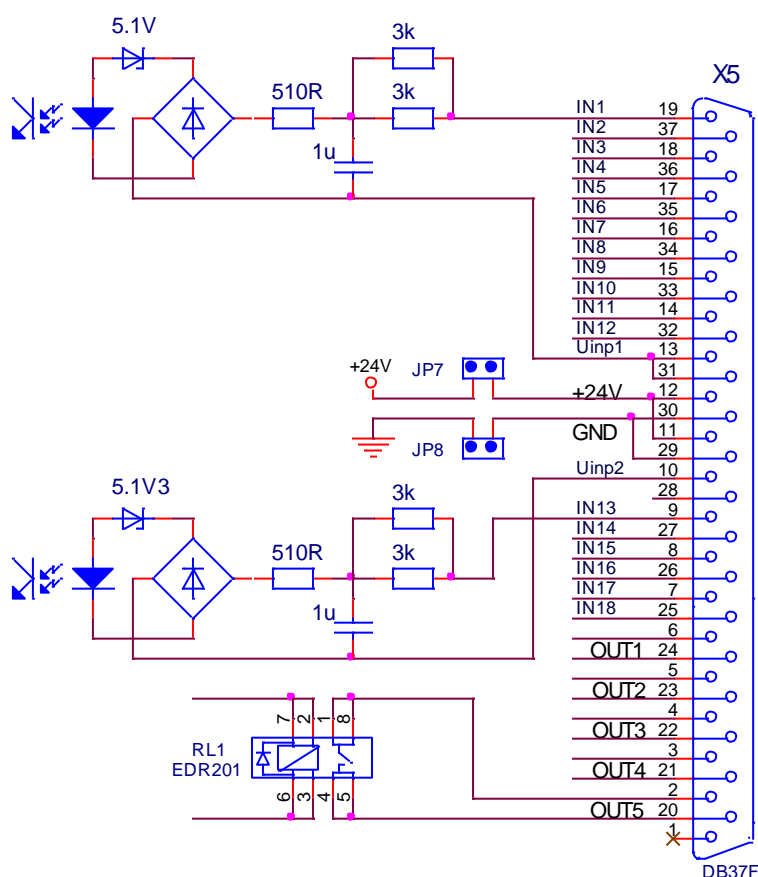 5.1V
3k
X5
510R
3k
IN1 19
1u
IN2 37
IN3 18
IN4 36
IN5 17
IN6 35
IN7 16
IN8 34
IN9 15
IN10 33
IN11 14
IN12 32
Uinp1 13
31
+24V JP7
+24V 12
30
GND 11
JP8
29
Uinp2 10
5.1V3
28
3k
IN13 9
IN14 27
510R
3k
IN15 8
IN16 26
IN17 7
1u
IN18 25
6
OUT1 24
5
OUT2 23
4
7 2 1 8
OUT3 22
RL1
3
EDR201
OUT4 21
6 3 4 5
2
OUT5 20
1
DB37F